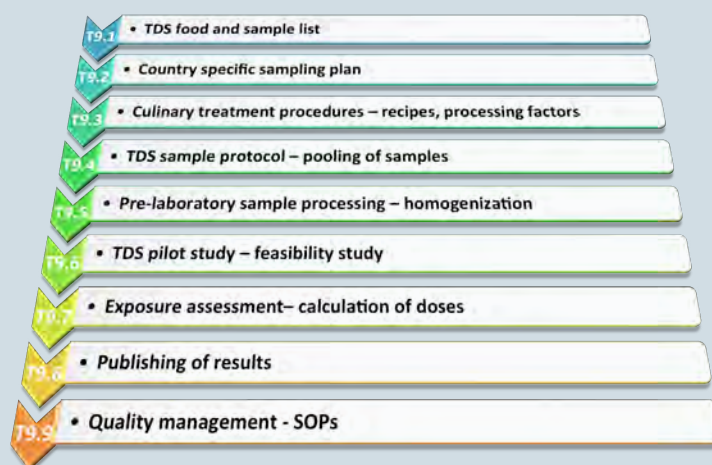 T9.1 • TDS food and sample list
T9.2 • Country specific sampling plan
T9.3 • Culinary treatment procedures – recipes, processing factors
T9.4 • TDS sample protocol – pooling of samples
T9.5 • Pre-laboratory sample processing – homogenization
T9.6 • TDS pilot study – feasibility study
T9.7 • Exposure assessment– calculation of doses
T9.8 • Publishing of results
T9.9 • Quality management - SOPs